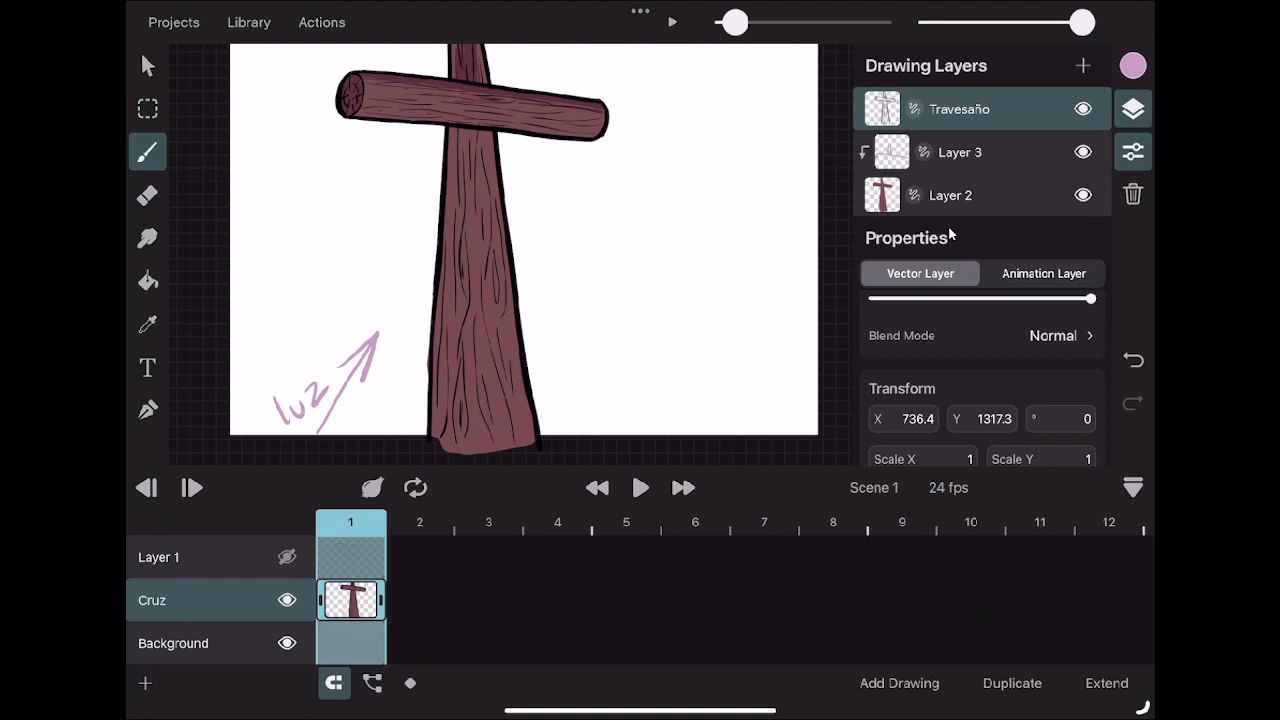 Projects Library Actions
Drawing Layers
Travesaño
Layer 3
Layer 2
Properties
Vector Layer Animation Layer
Blend Mode Normal
Transform
X 736.4 Y 1317.3 ° 0
Scale X 1 Scale Y 1
luz
T
Scene 1 24 fps
1 2 3 4 5 6 7 8 9 10 11 12
Layer 1
Cruz
Background
Add Drawing Duplicate Extend